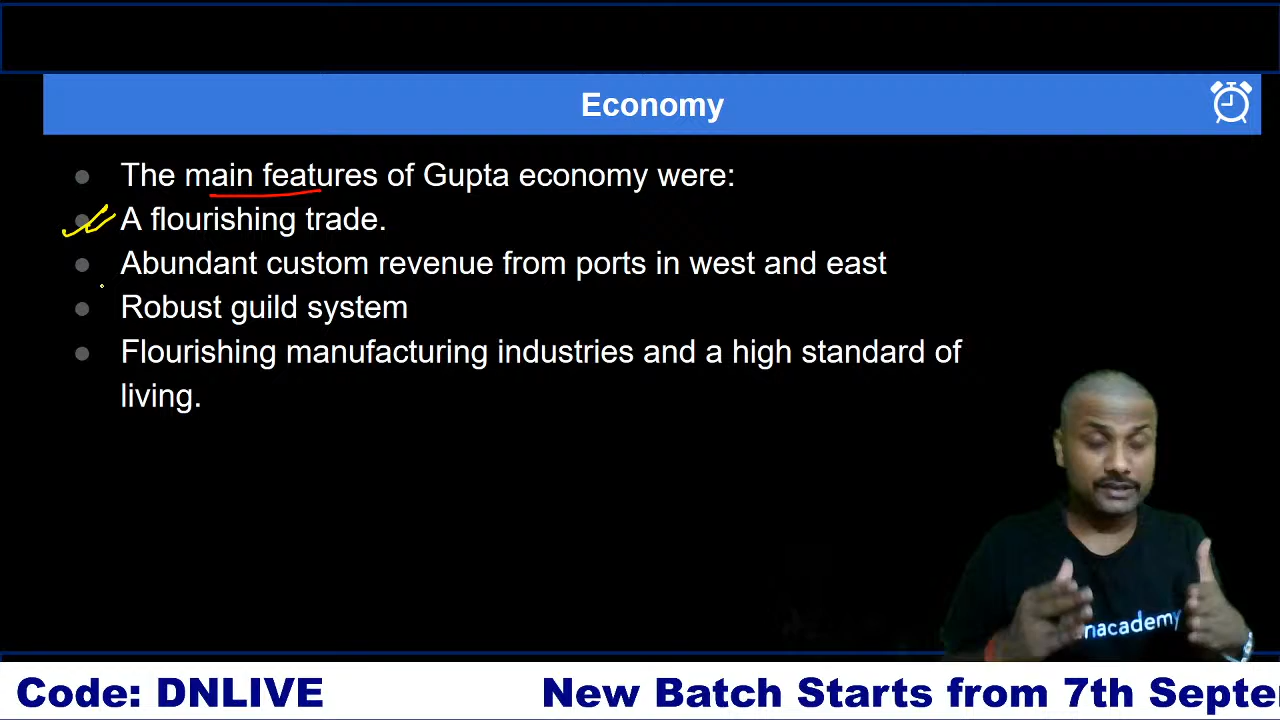 Economy
The main features of Gupta economy were:
A flourishing trade.
Abundant custom revenue from ports in west and east
Robust guild system
Flourishing manufacturing industries and a high standard of
living.
nacademy
Code: DNLIVE New Batch Starts from 7th Septe